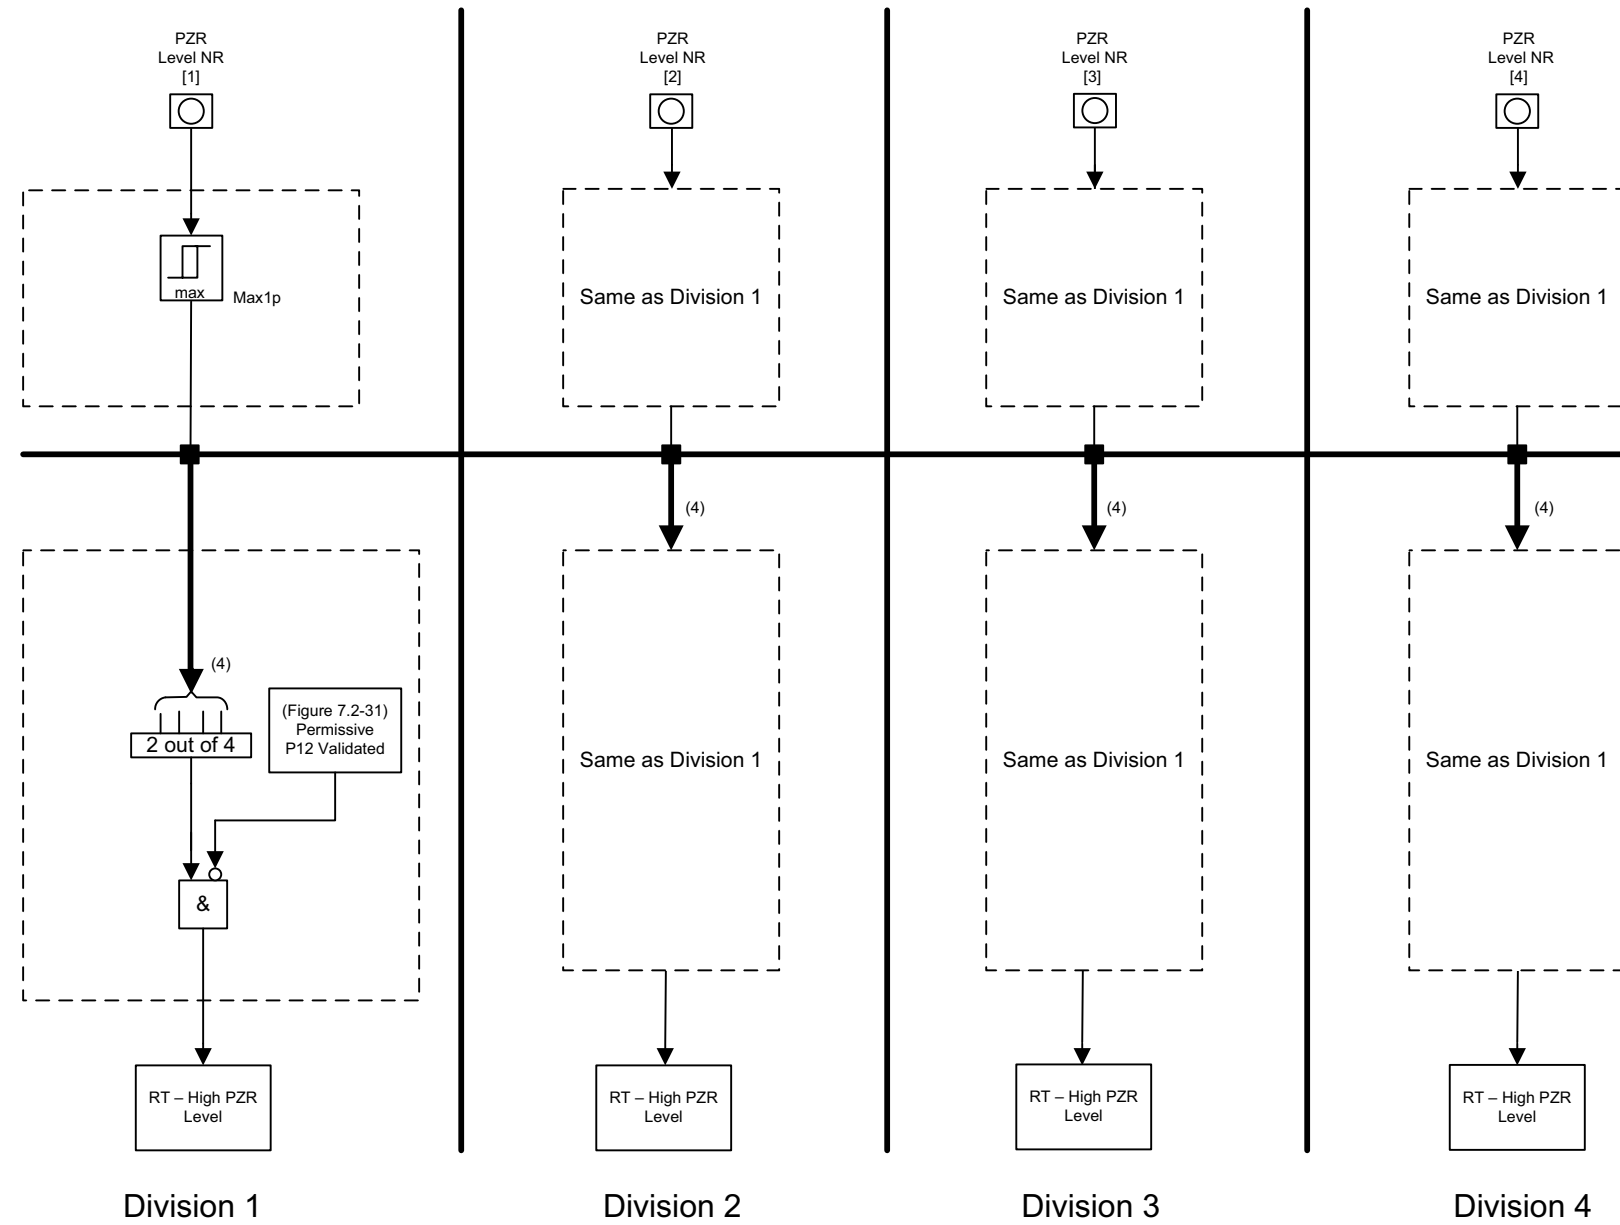 PZR
Level NR
[1]
PZR
Level NR
[2]
PZR
Level NR
[3]
PZR
Level NR
[4]
max
Max1p
Same as Division 1
Same as Division 1
Same as Division 1
(4)
(4)
(4)
(4)
2 out of 4
(Figure 7.2-31)
Permissive
P12 Validated
&
Same as Division 1
Same as Division 1
Same as Division 1
RT – High PZR
Level
RT – High PZR
Level
RT – High PZR
Level
RT – High PZR
Level
Division 1
Division 2
Division 3
Division 4